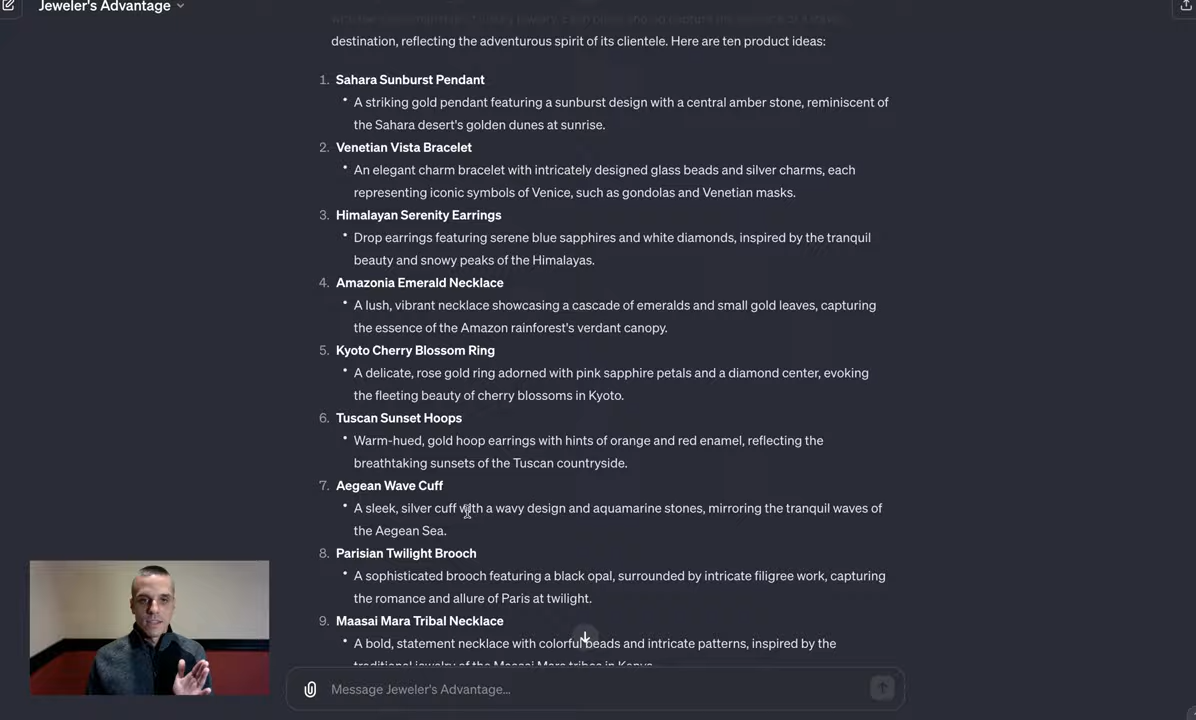 Jeweler's Advantage
destination, reflecting the adventurous spirit of its clientele. Here are ten product ideas:
1. Sahara Sunburst Pendant
• A striking gold pendant featuring a sunburst design with a central amber stone, reminiscent of
the Sahara desert's golden dunes at sunrise.
2. Venetian Vista Bracelet
• An elegant charm bracelet with intricately designed glass beads and silver charms, each
representing iconic symbols of Venice, such as gondolas and Venetian masks.
3. Himalayan Serenity Earrings
• Drop earrings featuring serene blue sapphires and white diamonds, inspired by the tranquil
beauty and snowy peaks of the Himalayas.
4. Amazonia Emerald Necklace
• A lush, vibrant necklace showcasing a cascade of emeralds and small gold leaves, capturing
the essence of the Amazon rainforest's verdant canopy.
5. Kyoto Cherry Blossom Ring
• A delicate, rose gold ring adorned with pink sapphire petals and a diamond center, evoking
the fleeting beauty of cherry blossoms in Kyoto.
6. Tuscan Sunset Hoops
• Warm-hued, gold hoop earrings with hints of orange and red enamel, reflecting the
breathtaking sunsets of the Tuscan countryside.
7. Aegean Wave Cuff
• A sleek, silver cuff with a wavy design and aquamarine stones, mirroring the tranquil waves of
the Aegean Sea.
8. Parisian Twilight Brooch
• A sophisticated brooch featuring a black opal, surrounded by intricate filigree work, capturing
the romance and allure of Paris at twilight.
9. Maasai Mara Tribal Necklace
• A bold, statement necklace with colorful beads and intricate patterns, inspired by the
traditional jewelry of the Maasai Mara tribes in Kenya.
Message Jeweler's Advantage...